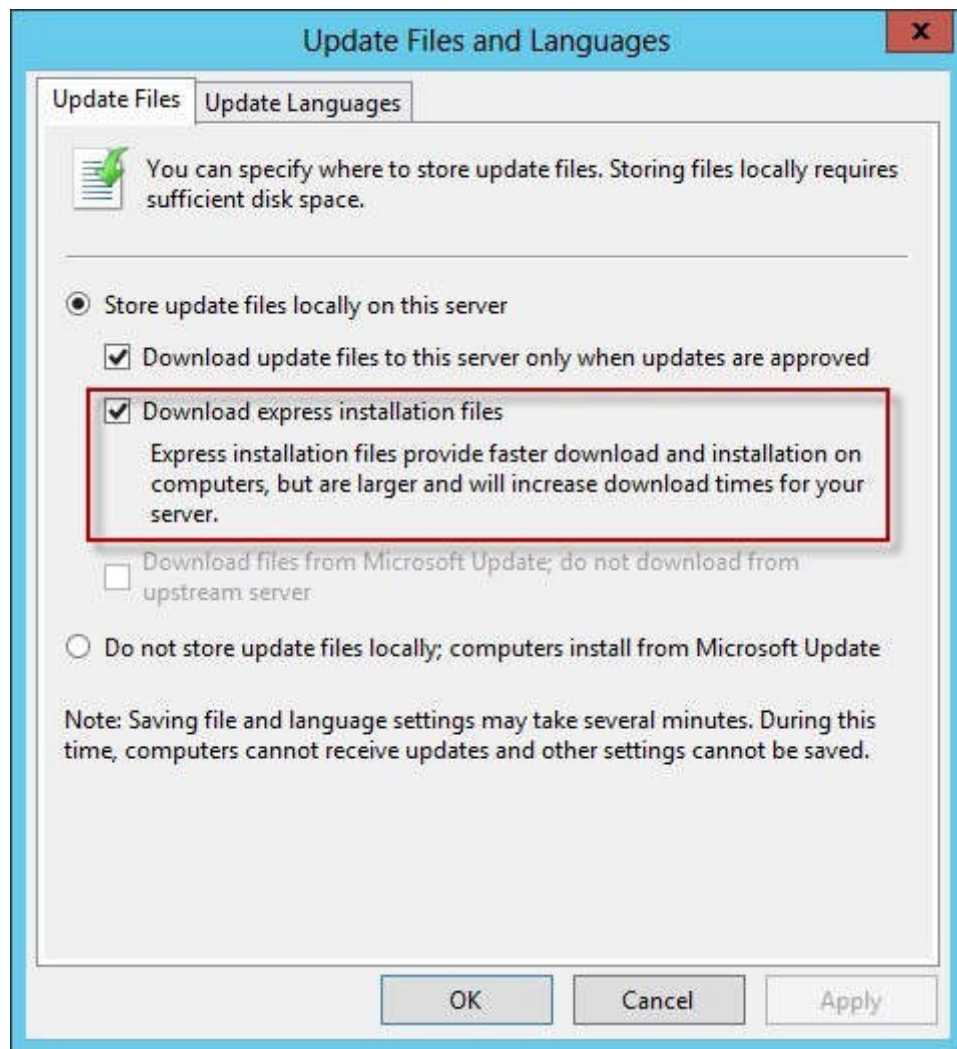 Update Files and Languages
x
Update Files
Update Languages
You can specify where to store update files. Storing files locally requires
sufficient disk space.
Store update files locally on this server
Download update files to this server only when updates are approved
Download express installation files
Express installation files provide faster download and installation on
computers, but are larger and will increase download times for your
server.
Download files from Microsoft Update; do not download from
upstream server
Do not store update files locally; computers install from Microsoft Update
Note: Saving file and language settings may take several minutes. During this
time, computers cannot receive updates and other settings cannot be saved.
OK
Cancel
Apply